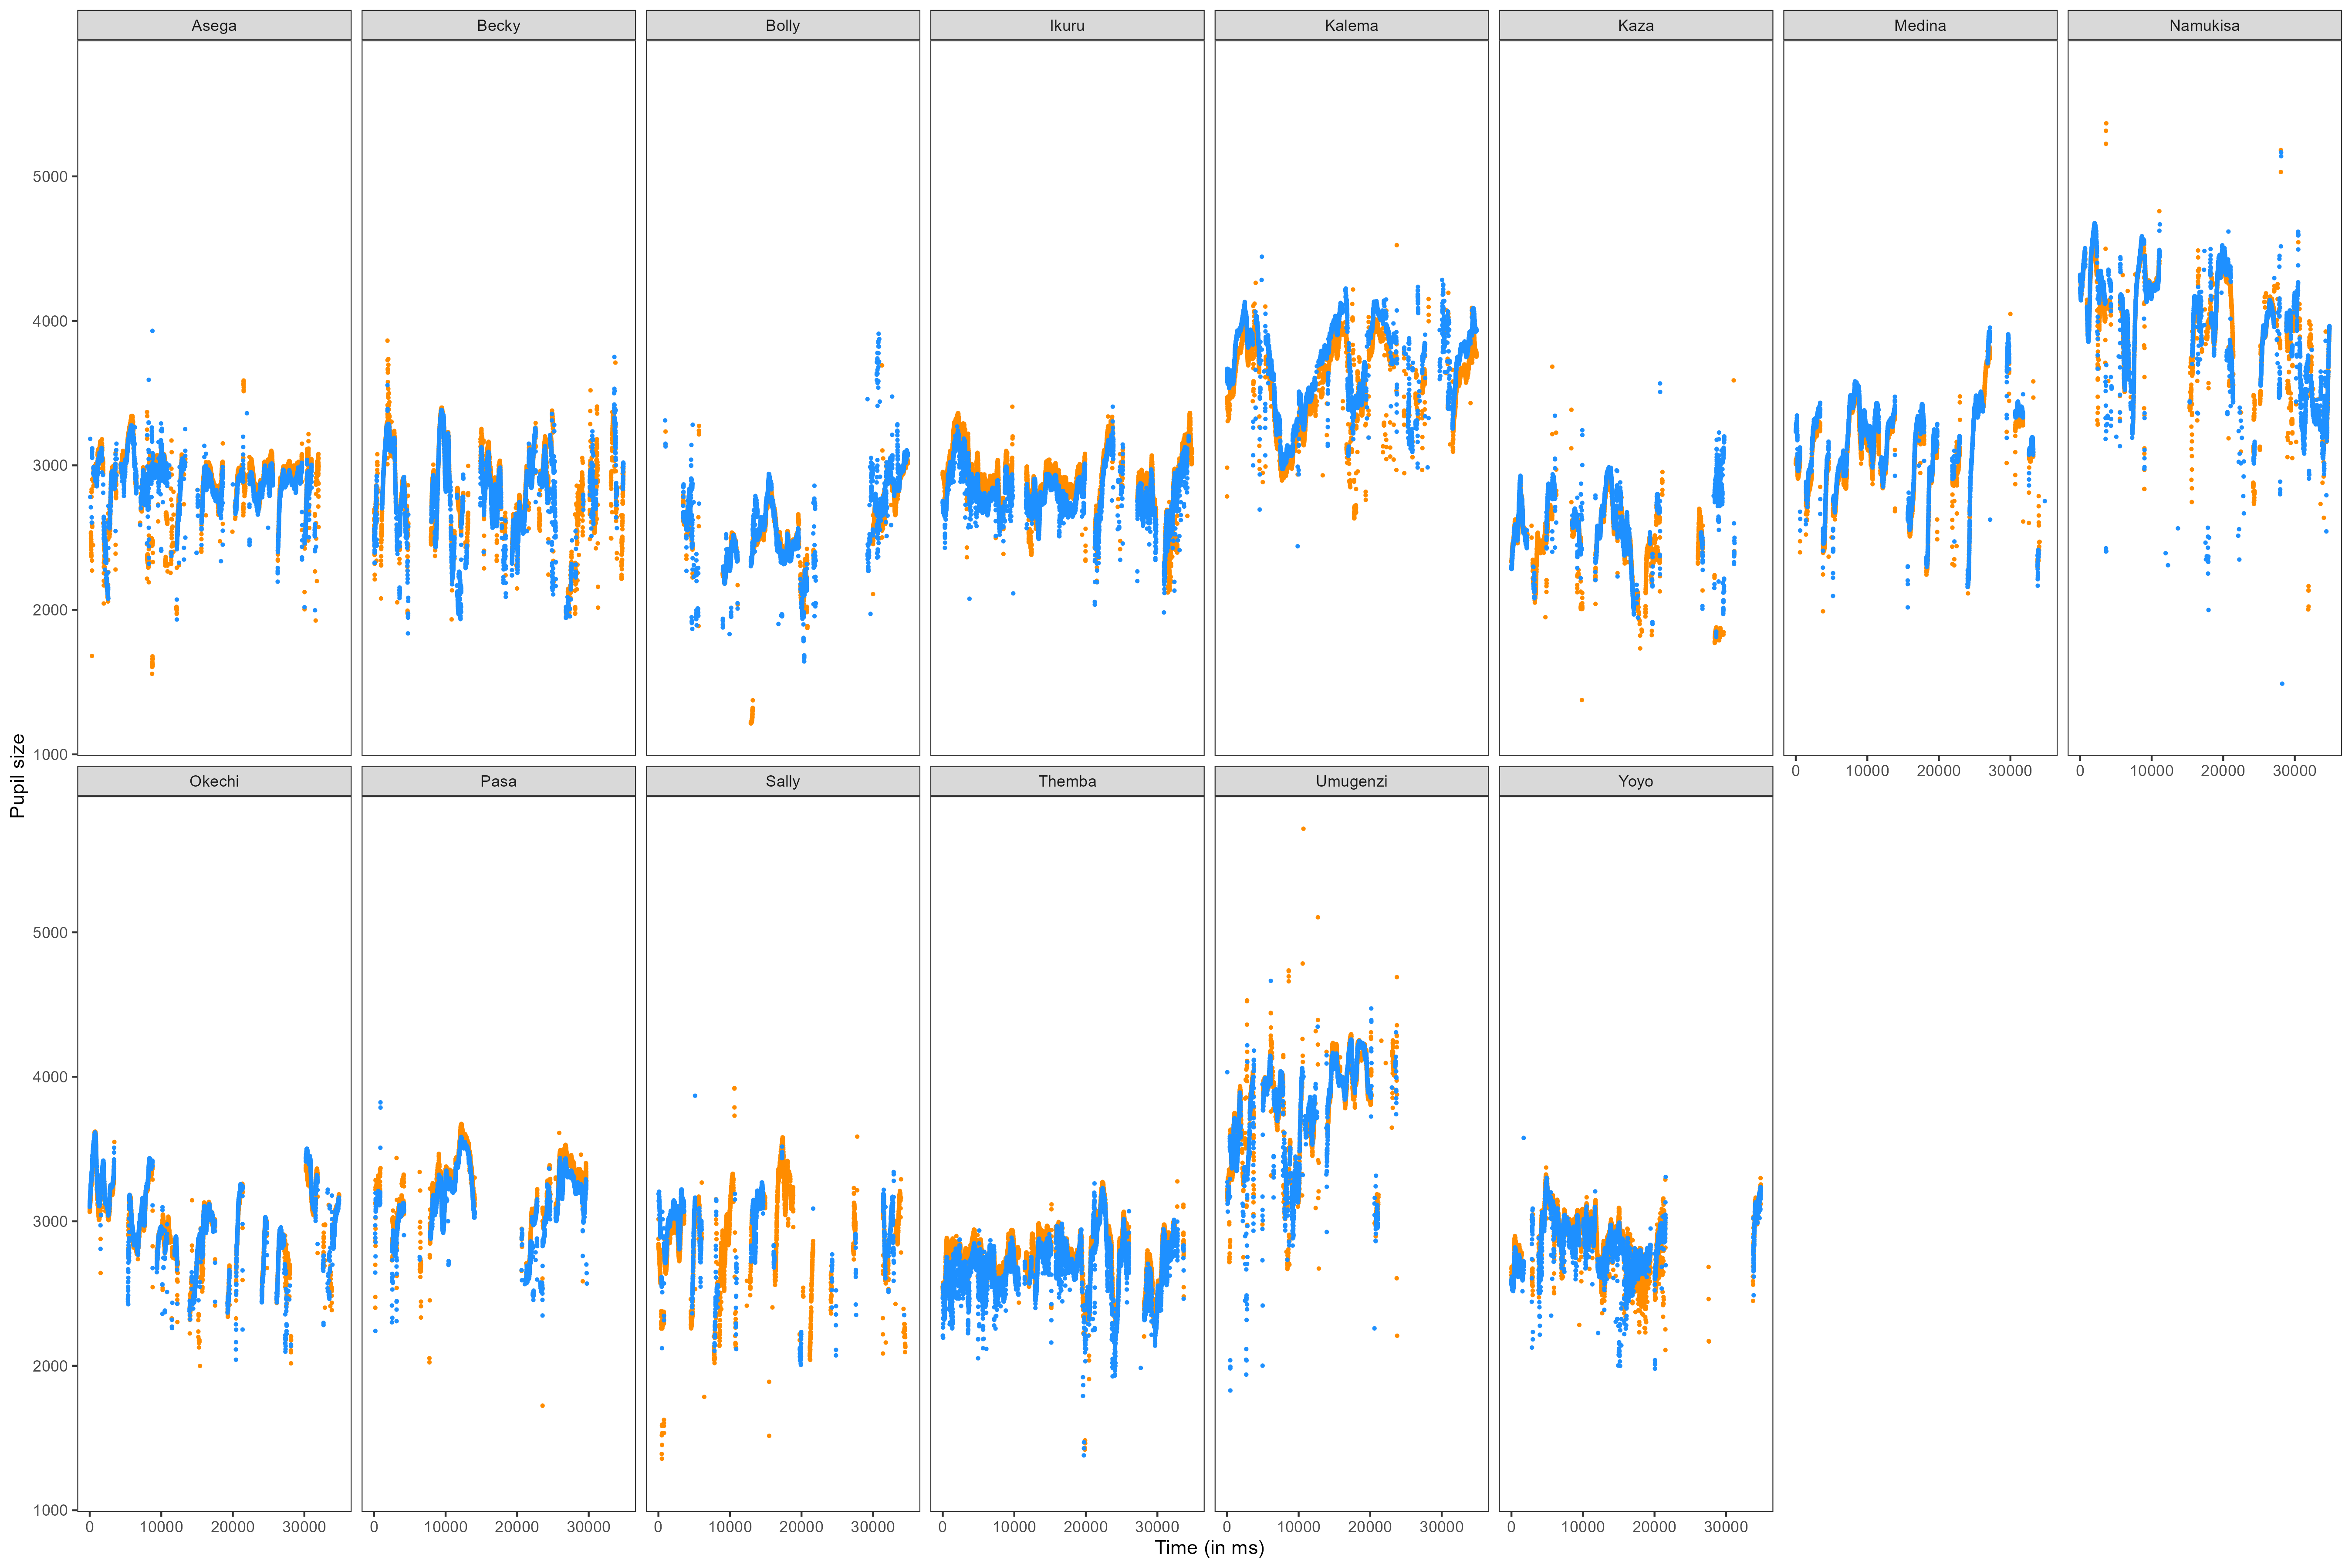 Asega Becky Bolly Ikuru Kalema Kaza Medina Namukisa
5000
4000
3000
2000
1000
0 10000 20000 30000 0 10000 20000 30000
Pupil size
Okechi Pasa Sally Themba Umugenzi Yoyo
5000
4000
3000
2000
1000
0 10000 20000 30000 0 10000 20000 30000 0 10000 20000 30000 0 10000 20000 30000 0 10000 20000 30000 0 10000 20000 30000
Time (in ms)